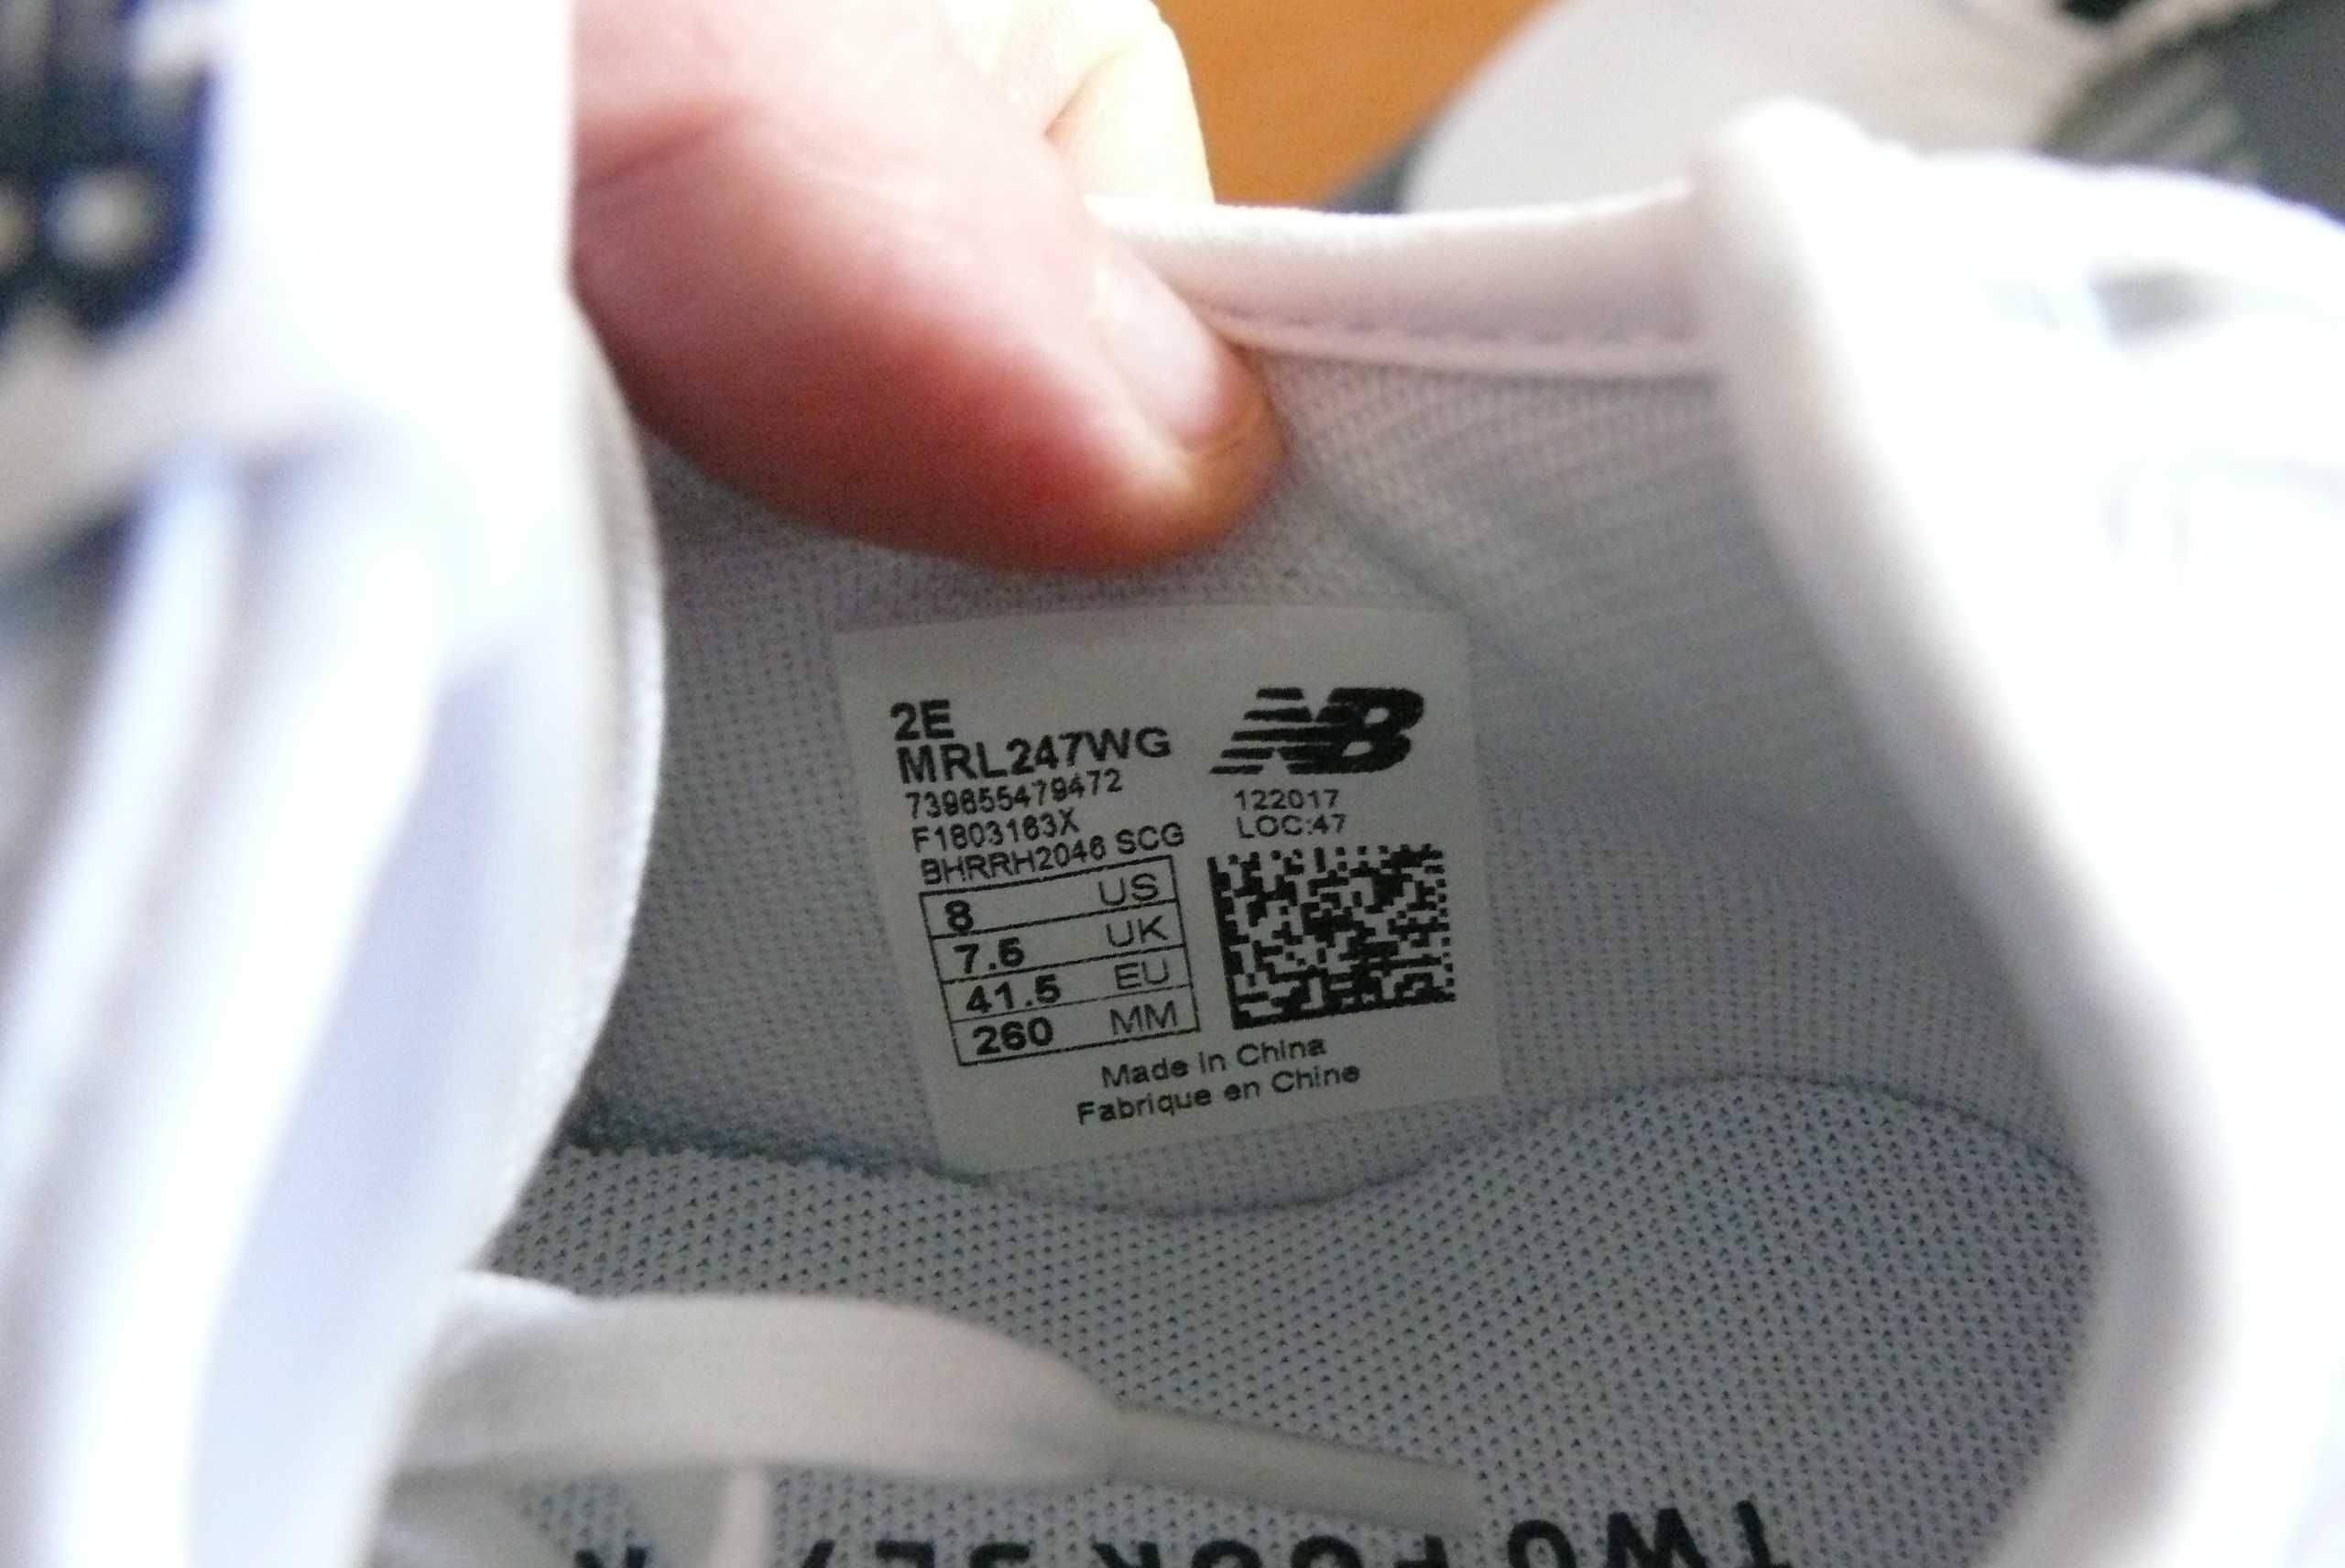 2E
MRL247WG
739655479472
F1803163X
BHRRH2046 SCG
NB
122017
LOC:47
8 US
7.5 UK
41.5 EU
260 MM
Made in China
Fabrique en Chine